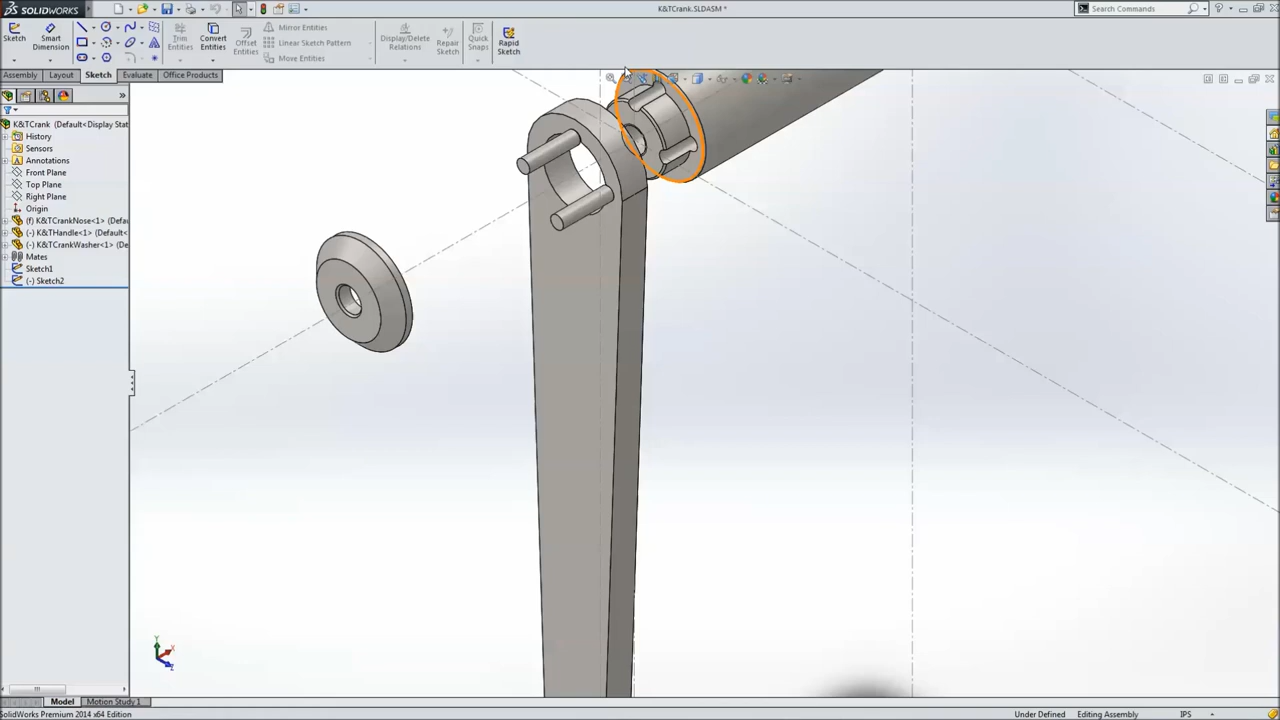 SOLIDWORKS
K&TCrank.SLDASM *
Search Commands
Sketch
Smart Dimension
Trim Entities
Convert Entities
Offset Entities
Mirror Entities
Linear Sketch Pattern
Move Entities
Display/Delete Relations
Repair Sketch
Quick Snaps
Rapid Sketch
Assembly Layout Sketch Evaluate Office Products
K&TCrank (Default<Display Stat
History
Sensors
Annotations
Front Plane
Top Plane
Right Plane
Origin
(f) K&TCrankNose<1> (Defau
(-) K&THandle<1> (Default<
(-) K&TCrankWasher<1> (De
Mates
Sketch1
(-) Sketch2
Y
X
Z
Model Motion Study 1
SolidWorks Premium 2014 x64 Edition
Under Defined Editing Assembly IPS